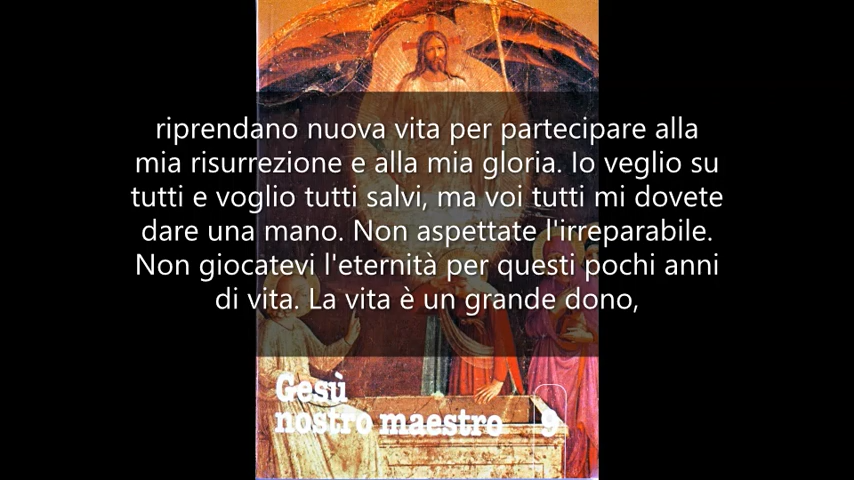 riprendano nuova vita per partecipare alla
mia risurrezione e alla mia gloria. Io veglio su
tutti e voglio tutti salvi, ma voi tutti mi dovete
dare una mano. Non aspettate l'irreparabile.
Non giocatevi l'eternità per questi pochi anni
di vita. La vita è un grande dono,
Gesù
nostro maestro 9